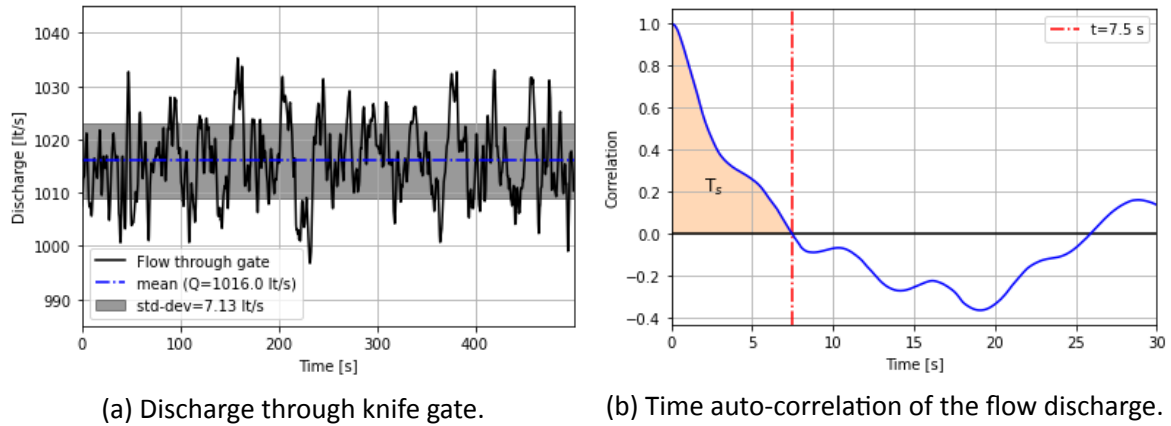 1040
1030
1020
1010
1000
990
Discharge [lt/s]
Flow through gate
mean (Q=1016.0 lt/s)
std-dev=7.13 lt/s
0 100 200 300 400
Time [s]
(a) Discharge through knife gate.
1.0
0.8
0.6
0.4
0.2
0.0
−0.2
−0.4
Correlation
t=7.5 s
Ts
0 5 10 15 20 25 30
Time [s]
(b) Time auto-correlation of the flow discharge.